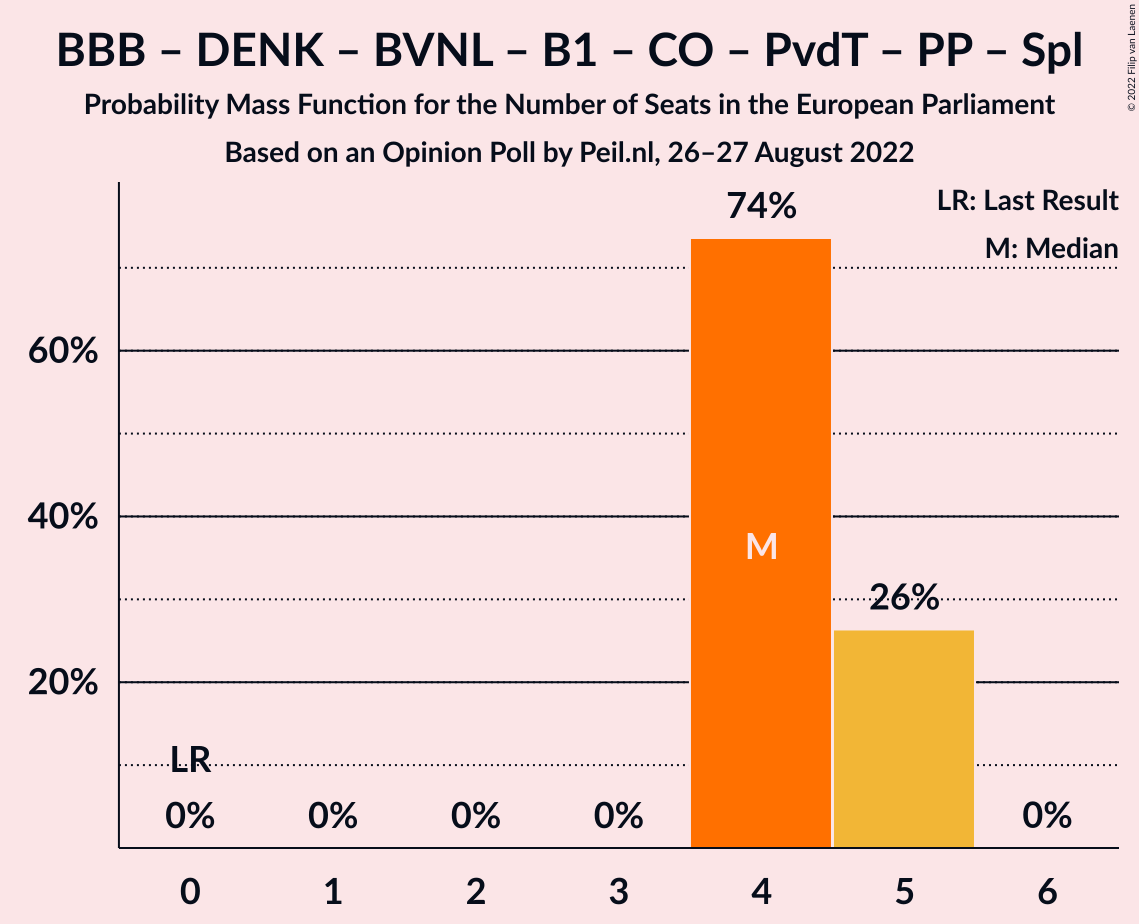 BBB – DENK – BVNL – B1 – CO – PvdT – PP – Spl
Probability Mass Function for the Number of Seats in the European Parliament
Based on an Opinion Poll by Peil.nl, 26–27 August 2022
© 2022 Filip van Laenen
LR: Last Result
M: Median
74%
60%
40%
20%
M
26%
LR
0% 0% 0% 0% 0%
0 1 2 3 4 5 6